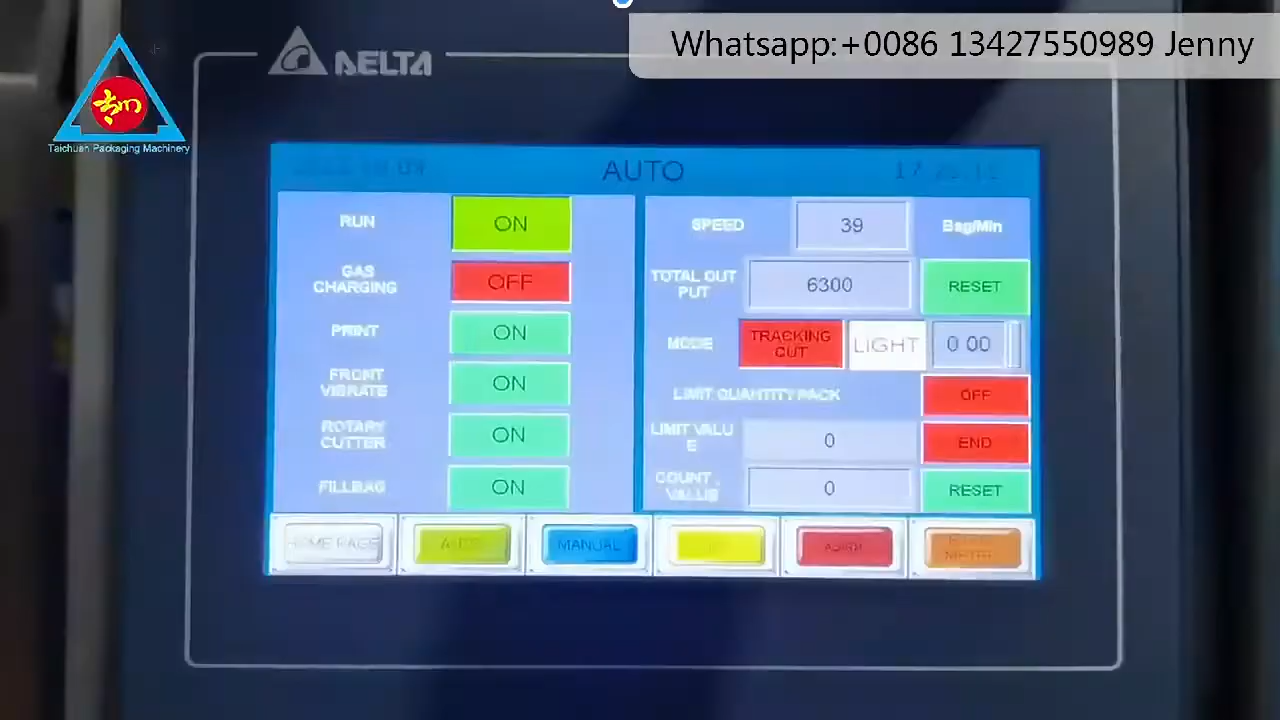 Whatsapp:+0086 13427550989 Jenny
DELTA
Taichuan Packaging Machinery
AUTO
RUN
ON
GAS
CHARGING
OFF
PRINT
ON
FRONT
VIBRATE
ON
ROTARY
CUTTER
ON
FILLBAG
ON
SPEED
39
Bag/Min
TOTAL OUT
PUT
6300
RESET
MODE
TRACKING
CUT
LIGHT
0 00
LIMIT QUANTITY PACK
OFF
LIMIT VALU
E
0
END
COUNT
VALUE
0
RESET
HOME PAGE
AUTO
MANUAL